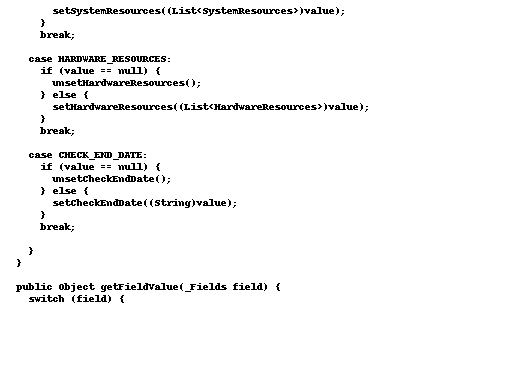 setSystemResources((List<SystemResources>)value);
    }
    break;

  case HARDWARE_RESOURCES:
    if (value == null) {
      unsetHardwareResources();
    } else {
      setHardwareResources((List<HardwareResources>)value);
    }
    break;

  case CHECK_END_DATE:
    if (value == null) {
      unsetCheckEndDate();
    } else {
      setCheckEndDate((String)value);
    }
    break;

  }
}

public Object getFieldValue(_Fields field) {
  switch (field) {